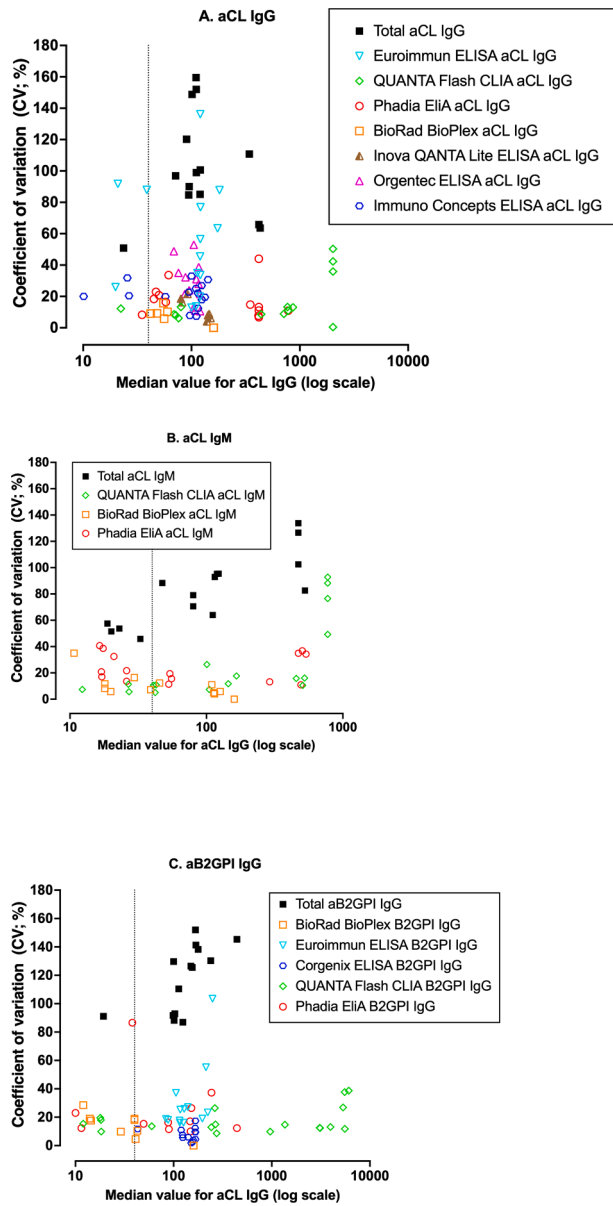 A. aCL IgG
Coefficient of variation (CV; %)
180
160
140
120
100
80
60
40
20
0
10
100
1000
10000
Median value for aCL IgG (log scale)
Total aCL IgG
Euroimmun ELISA aCL IgG
QUANTA Flash CLIA aCL IgG
Phadia EliA aCL IgG
BioRad BioPlex aCL IgG
Inova QANTA Lite ELISA aCL IgG
Orgentec ELISA aCL IgG
Immuno Concepts ELISA aCL IgG
B. aCL IgM
Coefficient of variation (CV; %)
180
160
140
120
100
80
60
40
20
0
10
100
1000
Median value for aCL IgG (log scale)
Total aCL IgM
QUANTA Flash CLIA aCL IgM
BioRad BioPlex aCL IgM
Phadia EliA aCL IgM
C. aB2GPI IgG
Coefficient of variation (CV; %)
180
160
140
120
100
80
60
40
20
0
10
100
1000
10000
Median value for aCL IgG (log scale)
Total aB2GPI IgG
BioRad BioPlex B2GPI IgG
Euroimmun ELISA B2GPI IgG
Corgenix ELISA B2GPI IgG
QUANTA Flash CLIA B2GPI IgG
Phadia EliA B2GPI IgG